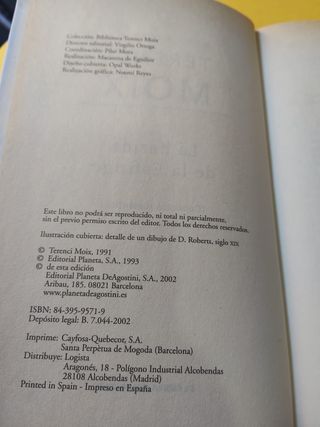 Colección: Biblioteca Terenci Moix
Director editorial: Virgilio Ortega
Coordinación: Pilar Mora
Realización: Macarena de Eguilior
Diseño cubierta: Opal Works
Realización gráfica: Noemí Reyes
Este libro no podrá ser reproducido, ni total ni parcialmente,
sin el previo permiso escrito del editor. Todos los derechos reservados.
Ilustración cubierta: detalle de un dibujo de D. Roberts, siglo XIX
© Terenci Moix, 1991
© Editorial Planeta, S.A., 1993
© de esta edición
Editorial Planeta DeAgostini, S.A., 2002
Aribau, 185. 08021 Barcelona
www.planetadeagostini.es
ISBN: 84-395-9571-9
Depósito legal: B. 7.044-2002
Imprime: Cayfosa-Quebecor, S.A.
Santa Perpètua de Mogoda (Barcelona)
Distribuye: Logista
Aragonés, 18 - Polígono Industrial Alcobendas
28108 Alcobendas (Madrid)
Printed in Spain - Impreso en España